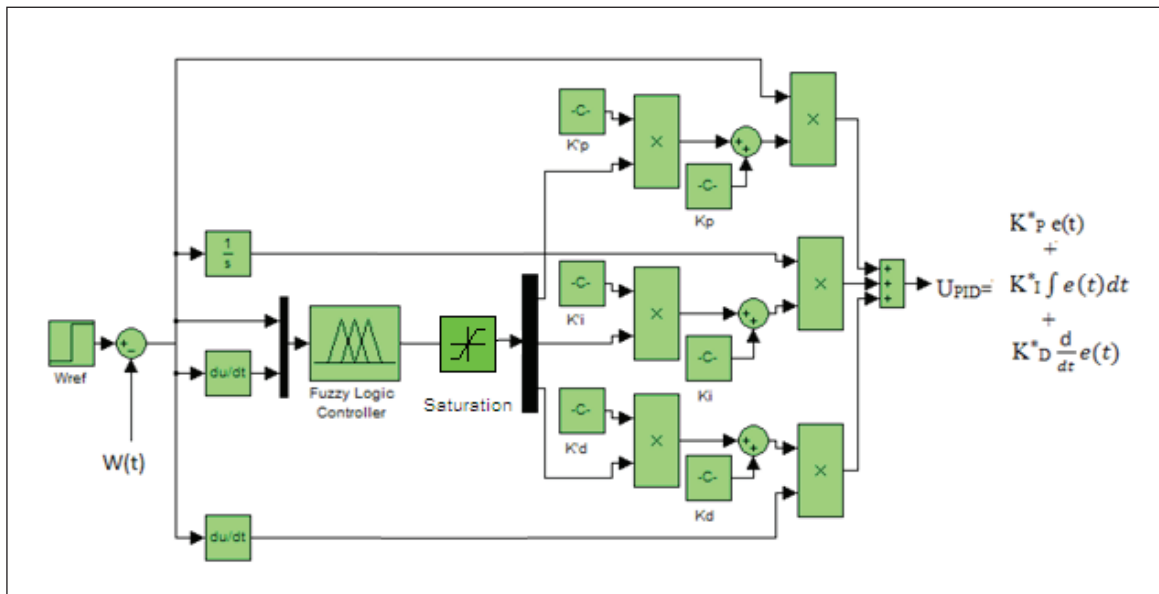 -C-
K'p
×
×
-C-
Kp
1
s
-C-
K'i
×
×
-C-
Ki
Wref
du/dt
Fuzzy Logic
Controller
Saturation
-C-
K'd
×
×
-C-
Kd
W(t)
du/dt
+
+
+
+
+
+
+
−
+
+
+
UPID=
K*P e(t)
+
K*I ∫ e(t)dt
+
K*D d/dt e(t)